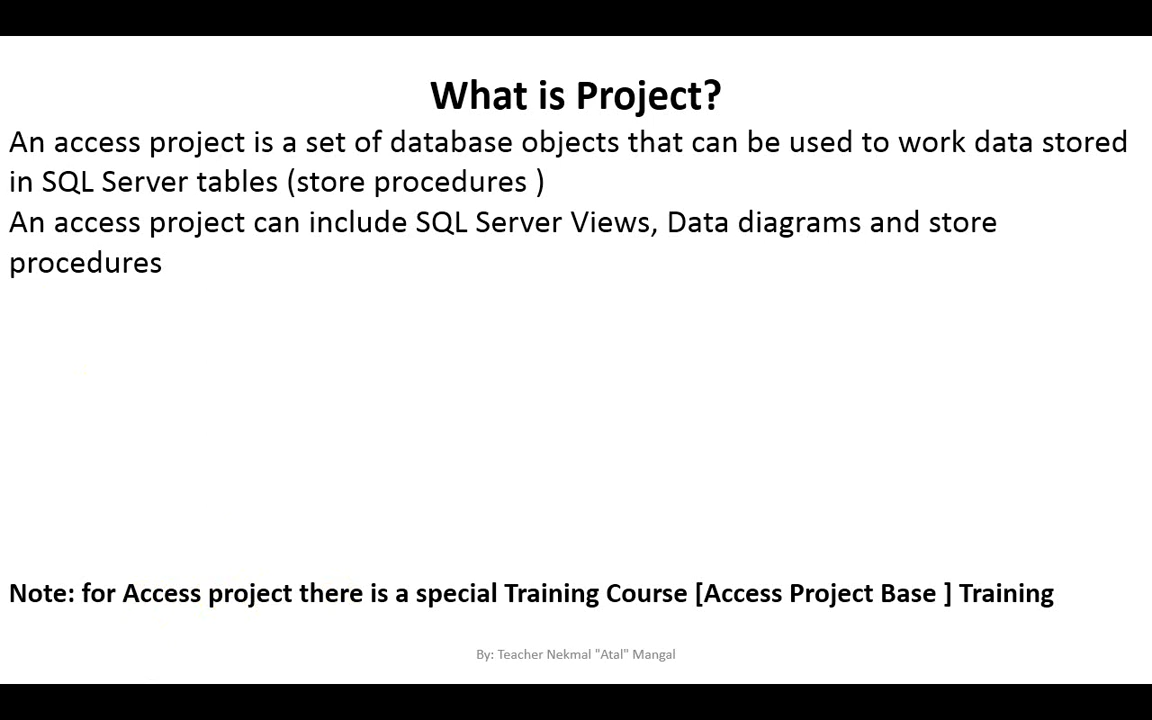 What is Project?
An access project is a set of database objects that can be used to work data stored
in SQL Server tables (store procedures )
An access project can include SQL Server Views, Data diagrams and store
procedures
Note: for Access project there is a special Training Course [Access Project Base ] Training
By: Teacher Nekmal "Atal" Mangal